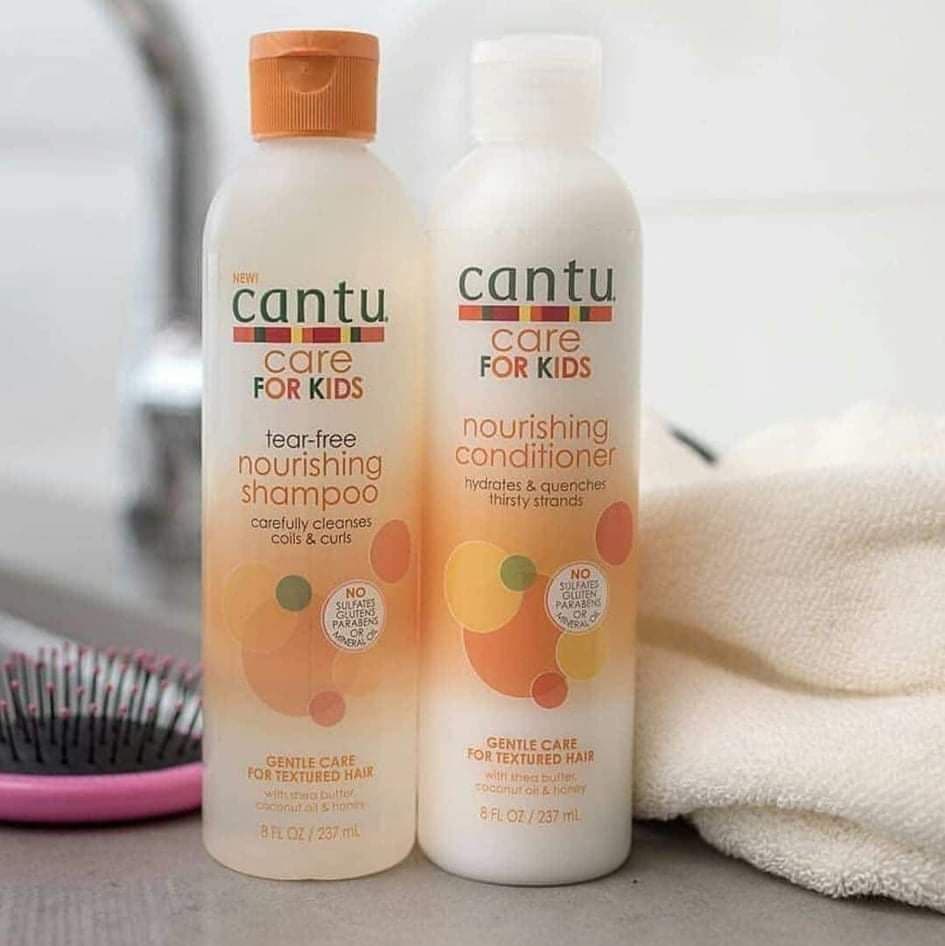 NEW!
cantu
care
FOR KIDS
tear-free
nourishing
shampoo
carefully cleanses
coils & curls
NO
SULFATES
GLUTENS
PARABENS
OR
MINERAL OIL
GENTLE CARE
FOR TEXTURED HAIR
with shea butter,
coconut oil & honey
8 FL OZ / 237 mL
cantu
care
FOR KIDS
nourishing
conditioner
hydrates & quenches
thirsty strands
NO
SULFATES
GLUTEN
PARABENS
OR
MINERAL OIL
GENTLE CARE
FOR TEXTURED HAIR
with shea butter,
coconut oil & honey
8 FL OZ / 237 mL